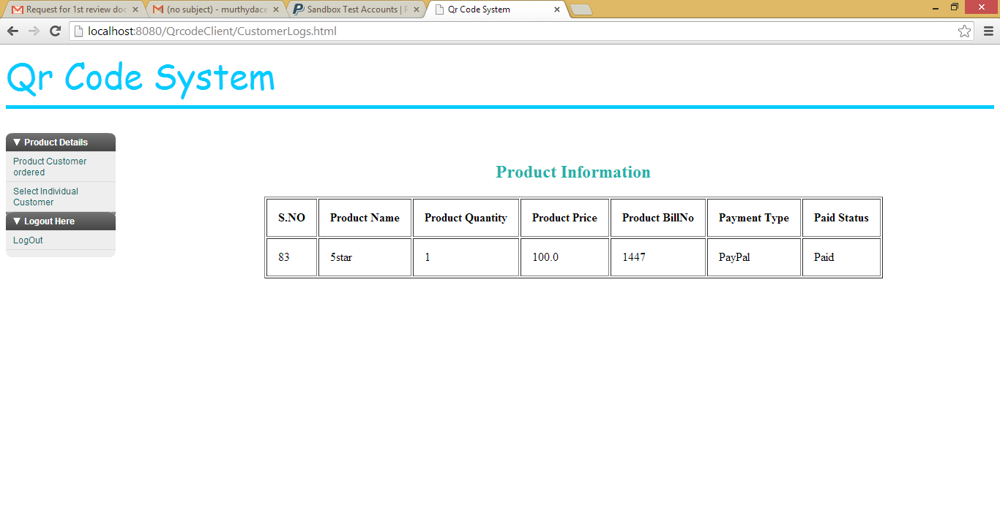 Request for 1st review doc
(no subject) - murthydace
Sandbox Test Accounts |
Qr Code System
localhost:8080/QrcodeClient/CustomerLogs.html
Qr Code System
▼ Product Details
Product Customer
ordered
Select Individual
Customer
▼ Logout Here
LogOut
Product Information
S.NO Product Name Product Quantity Product Price Product BillNo Payment Type Paid Status
83 5star 1 100.0 1447 PayPal Paid